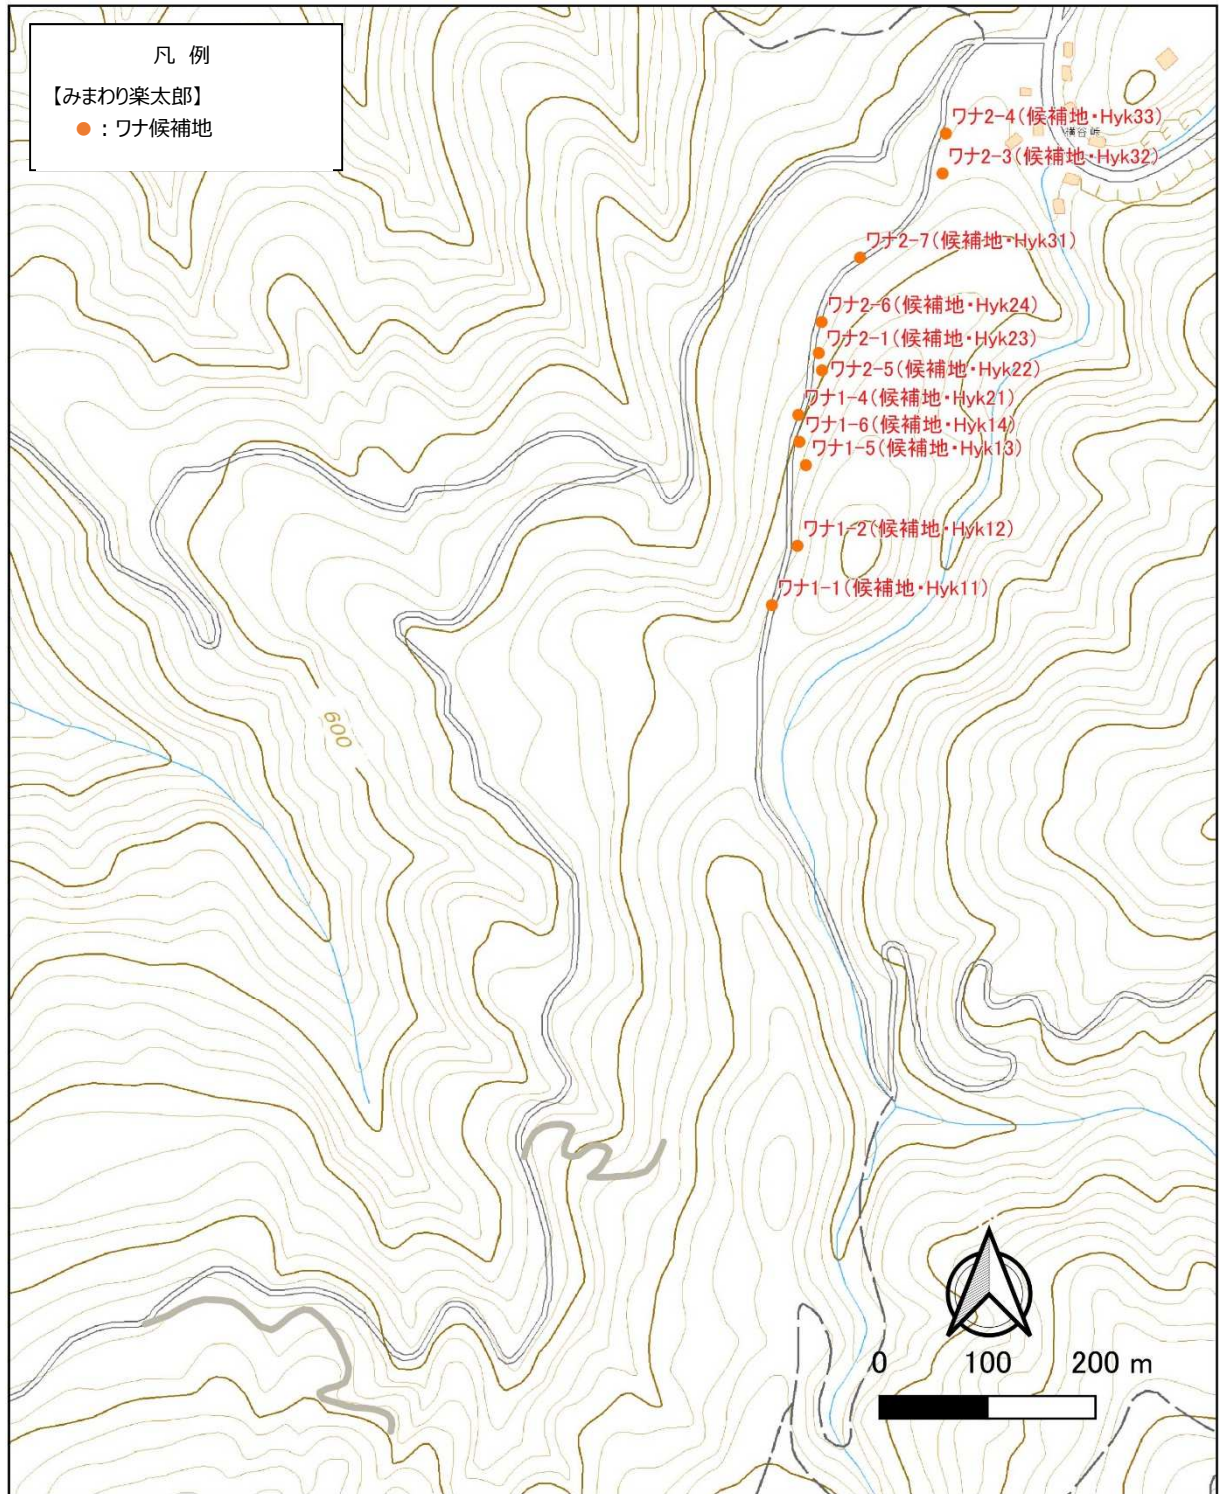 凡 例
【みまわり楽太郎】
：ワナ候補地
ワナ2-4(候補地・Hyk33)
横谷峠
ワナ2-3(候補地・Hyk32)
ワナ2-7(候補地・Hyk31)
ワナ2-6(候補地・Hyk24)
ワナ2-1(候補地・Hyk23)
ワナ2-5(候補地・Hyk22)
ワナ1-4(候補地・Hyk21)
ワナ1-6(候補地・Hyk14)
ワナ1-5(候補地・Hyk13)
ワナ1-2(候補地・Hyk12)
ワナ1-1(候補地・Hyk11)
600
0 100 200 m